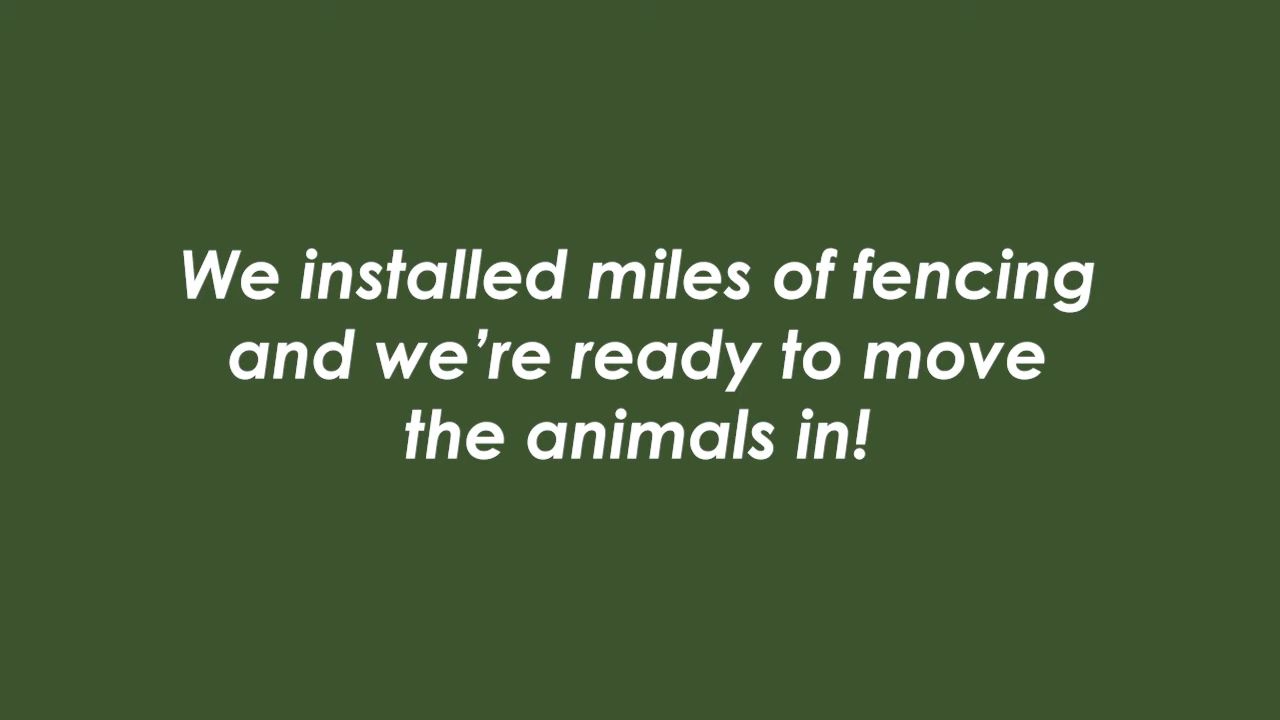 We installed miles of fencing
and we’re ready to move
the animals in!